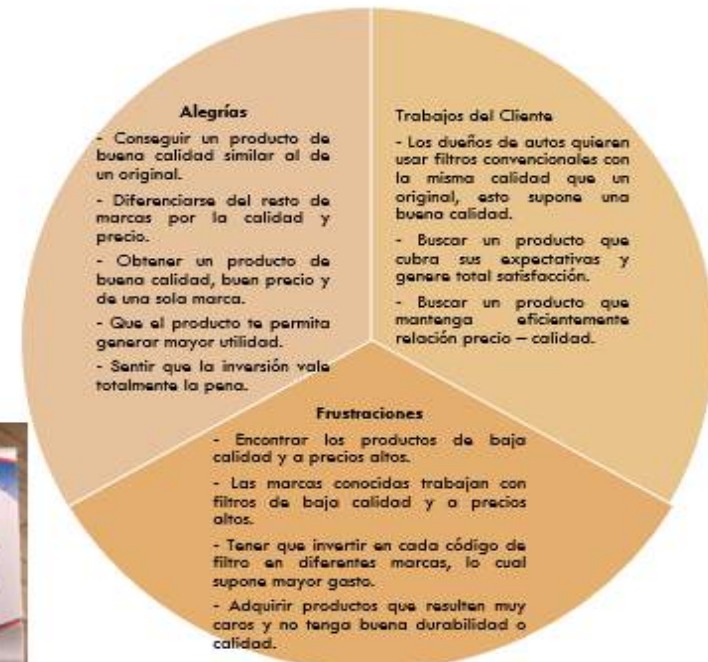 Alegrías
- Conseguir un producto de
buena calidad similar al de
un original.
- Diferenciarse del resto de
marcas por la calidad y
precio.
- Obtener un producto de
buena calidad, buen precio y
de una sola marca.
- Que el producto te permita
generar mayor utilidad.
- Sentir que la inversión vale
totalmente la pena.
Trabajos del Cliente
- Los dueños de autos quieren
usar filtros convencionales con
la misma calidad que un
original, esto supone una
buena calidad.
- Buscar un producto que
cubra sus expectativas y
genere total satisfacción.
- Buscar un producto que
mantenga eficientemente
relación precio – calidad.
Frustraciones
- Encontrar los productos de baja
calidad y a precios altos.
- Las marcas conocidas trabajan con
filtros de baja calidad y a precios
altos.
- Tener que invertir en cada código de
filtro en diferentes marcas, lo cual
supone mayor gasto.
- Adquirir productos que resulten muy
caros y no tenga buena durabilidad o
calidad.